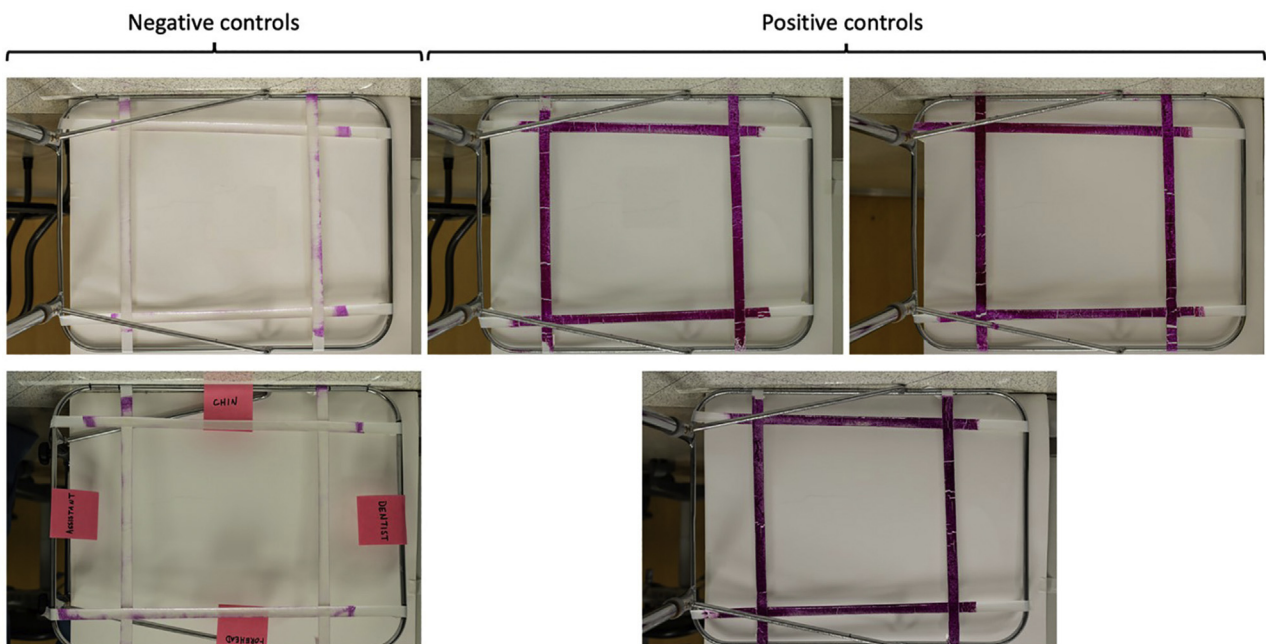 Negative controls
Positive controls
CHIN
ASSISTANT
DENTIST
FOREHEAD